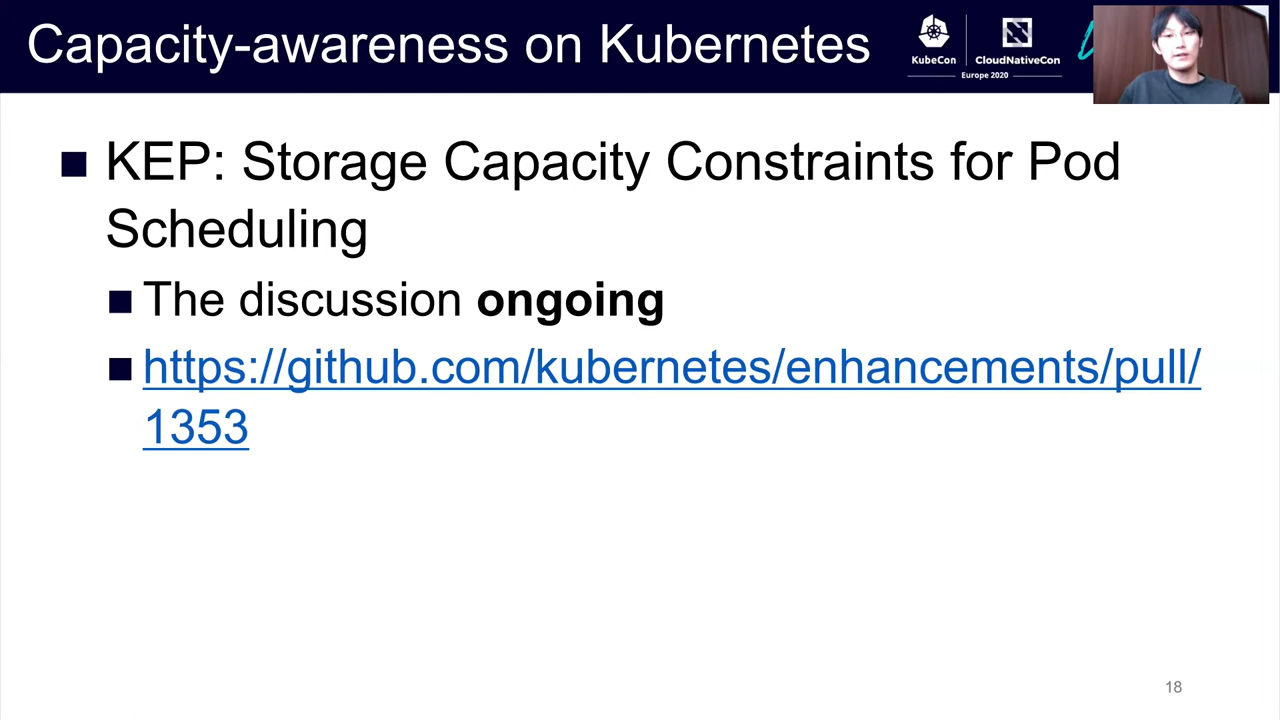 Capacity-awareness on Kubernetes
KubeCon
CloudNativeCon
Europe 2020
KEP: Storage Capacity Constraints for Pod
Scheduling
The discussion ongoing
https://github.com/kubernetes/enhancements/pull/
1353
18